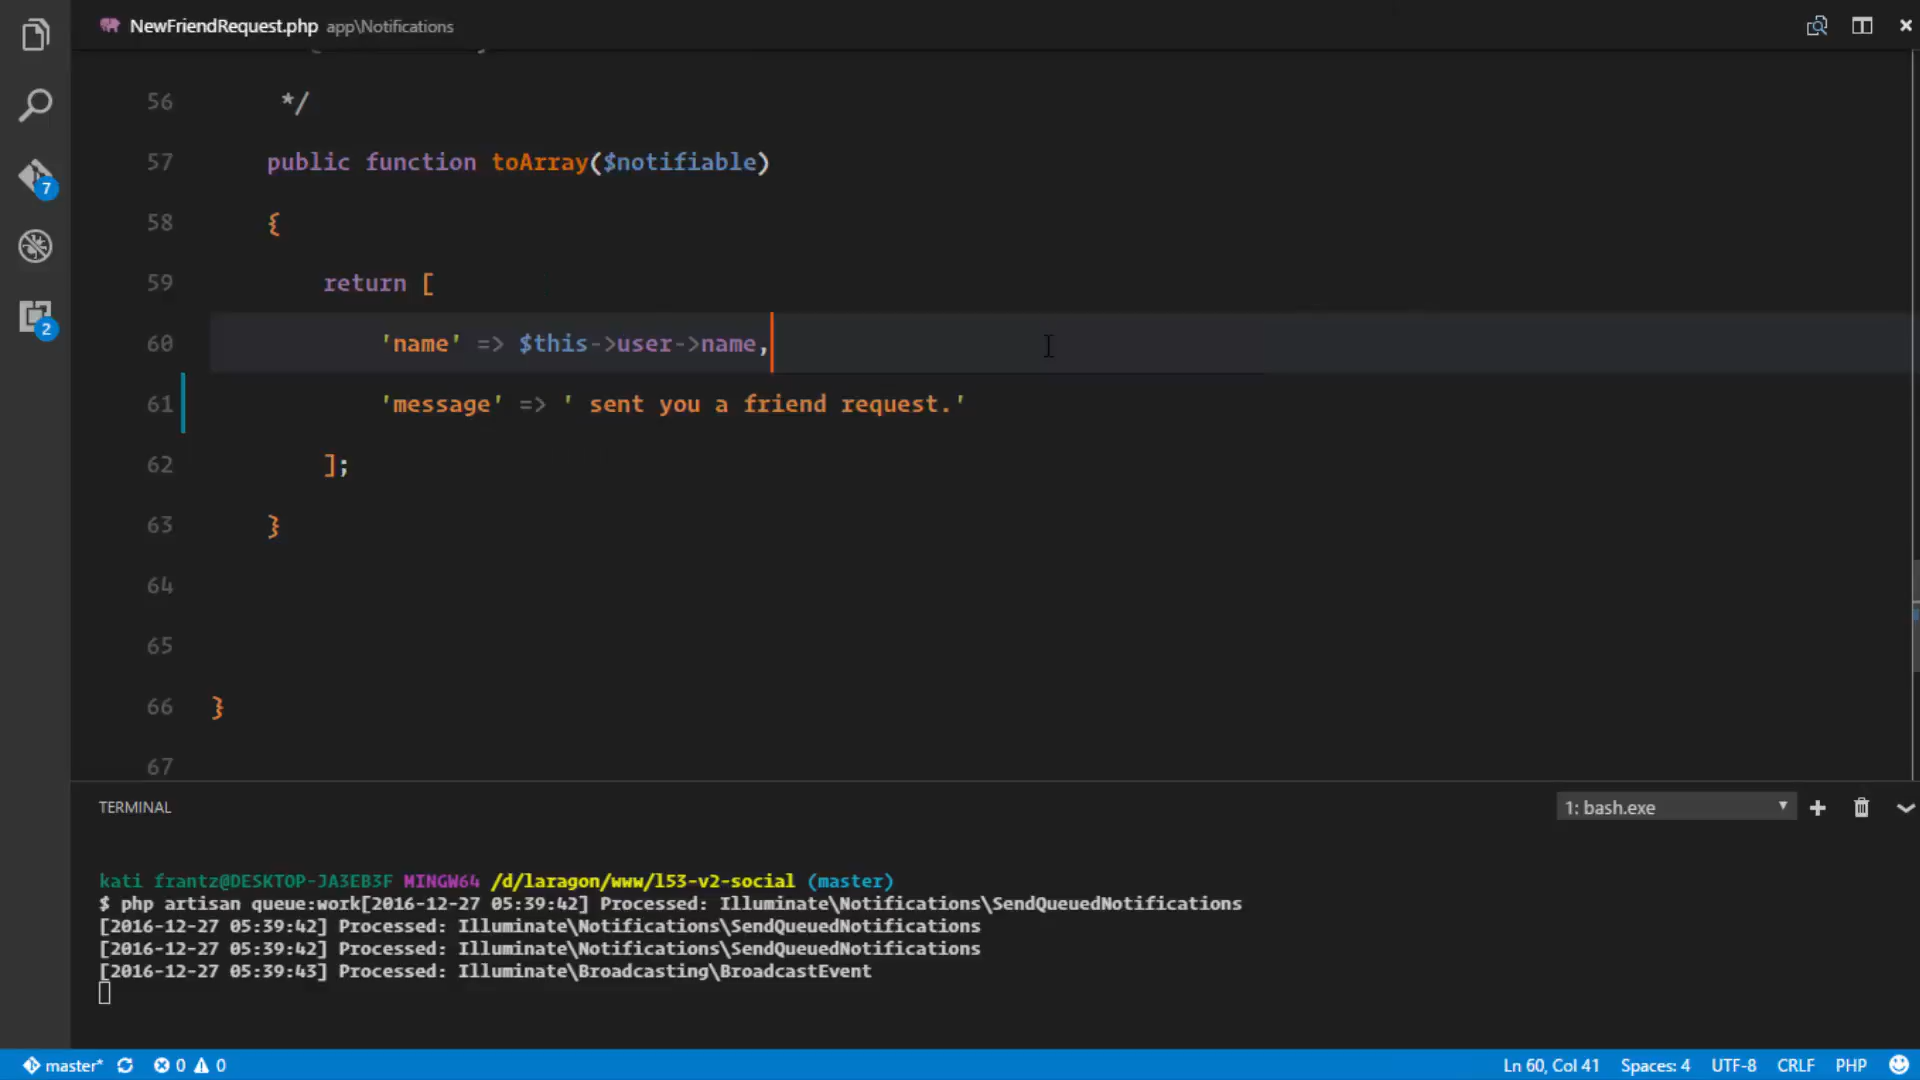 NewFriendRequest.php app\Notifications
56 */
57 public function toArray($notifiable)
58 {
59 return [
60 'name' => $this->user->name,
61 'message' => ' sent you a friend request.'
62 ];
63 }
64
65
66 }
67
7
2
TERMINAL
1: bash.exe
kati frantz@DESKTOP-JA3EB3F MINGW64 /d/laragon/www/l53-v2-social (master)
$ php artisan queue:work[2016-12-27 05:39:42] Processed: Illuminate\Notifications\SendQueuedNotifications
[2016-12-27 05:39:42] Processed: Illuminate\Notifications\SendQueuedNotifications
[2016-12-27 05:39:42] Processed: Illuminate\Notifications\SendQueuedNotifications
[2016-12-27 05:39:43] Processed: Illuminate\Broadcasting\BroadcastEvent
master* 0 0 Ln 60, Col 41 Spaces: 4 UTF-8 CRLF PHP